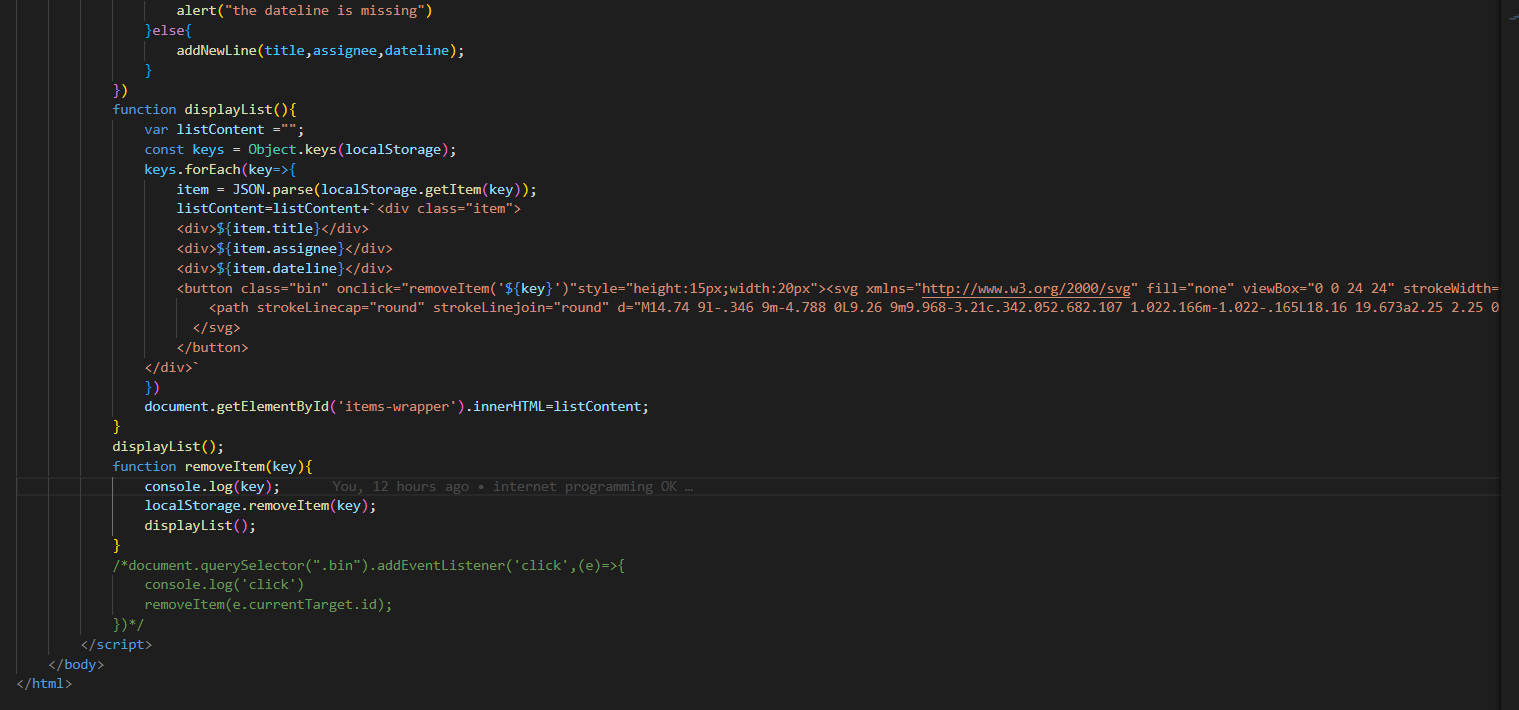 alert("the dateline is missing")
}else{
addNewLine(title,assignee,dateline);
}
})
function displayList(){
var listContent ="";
const keys = Object.keys(localStorage);
keys.forEach(key=>{
item = JSON.parse(localStorage.getItem(key));
listContent=listContent+`<div class="item">
<div>${item.title}</div>
<div>${item.assignee}</div>
<div>${item.dateline}</div>
<button class="bin" onclick="removeItem('${key}')"style="height:15px;width:20px"><svg xmlns="http://www.w3.org/2000/svg" fill="none" viewBox="0 0 24 24" strokeWidth=
<path strokeLinecap="round" strokeLinejoin="round" d="M14.74 9l-.346 9m-4.788 0L9.26 9m9.968-3.21c.342.052.682.107 1.022.166m-1.022-.165L18.16 19.673a2.25 2.25 0
</svg>
</button>
</div>`
})
document.getElementById('items-wrapper').innerHTML=listContent;
}
displayList();
function removeItem(key){
console.log(key); You, 12 hours ago • internet programming OK …
localStorage.removeItem(key);
displayList();
}
/*document.querySelector(".bin").addEventListener('click',(e)=>{
console.log('click')
removeItem(e.currentTarget.id);
})*/
</script>
</body>
</html>